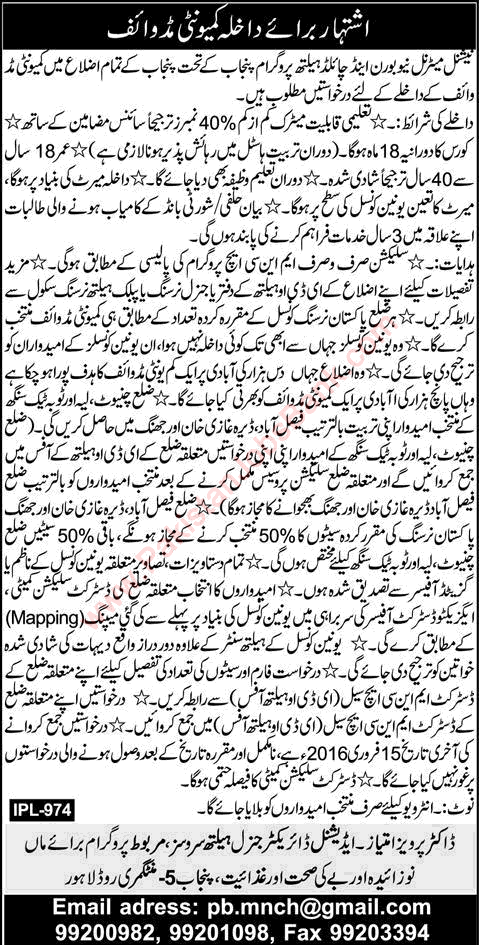 اشتہار برائے داخلہ کمیونٹی مڈوائف
نیشنل میٹرنل نیوبورن اینڈ چائلڈ ہیلتھ پروگرام پنجاب کے تحت پنجاب کے تمام اضلاع میں کمیونٹی مڈ
وائف کے داخلے کے لئے درخواستیں مطلوب ہیں۔
داخلے کی شرائط:۔ ☆ تعلیمی قابلیت میٹرک کم از کم %40 نمبرز ترجیحاً سائنس مضامین کے ساتھ ☆
کورس کا دورانیہ 18 ماہ ہوگا۔ (دوران تربیت ہاسٹل میں رہائش پذیر ہونا لازمی ہے) ☆ عمر 18 سال
سے 40 سال ترجیحاً شادی شدہ۔ ☆ دوران تعلیم وظیفہ بھی دیا جائے گا۔ ☆ داخلہ میرٹ کی بنیاد پر ہوگا،
میرٹ کا تعین یونین کونسل کی سطح پر ہوگا۔ ☆ بیان حلفی/شورٹی بانڈ کے کامیاب ہونے والی طالبات
اپنے علاقہ میں 3 سال خدمات فراہم کرنے کی پابند ہوں گی۔
ہدایات:۔ ☆ سلیکشن صرف و صرف ایم این سی ایچ پروگرام کی پالیسی کے مطابق ہوگی۔ ☆ مزید
تفصیلات کیلئے اپنے اضلاع کے ای ڈی او ہیلتھ کے دفتر یا جنرل نرسنگ یا پبلک ہیلتھ نرسنگ سکول سے
رابطہ کریں۔ ☆ ضلع پاکستان نرسنگ کونسل کے مقرر کردہ تعداد کے مطابق ہی کمیونٹی مڈوائف منتخب
کرے گا۔ ☆ وہ یونین کونسلز جہاں سے ابھی تک کوئی داخلہ نہیں ہوا، ان یونین کونسلز کے امیدواران کو
ترجیح دی جائے گی۔ ☆ وہ اضلاع جہاں دس ہزار کی آبادی پر ایک کمیونٹی مڈوائف کا ہدف پورا ہو چکا ہے
وہاں پانچ ہزار کی آبادی پر ایک کمیونٹی مڈوائف کو بھرتی کیا جائے گا۔ ☆ ضلع چنیوٹ، لیہ اور ٹوبہ ٹیک سنگھ
کے منتخب امیدوار اپنی تربیت بالترتیب فیصل آباد، ڈیرہ غازی خان اور جھنگ میں حاصل کریں گی۔ (ضلع
چنیوٹ، لیہ اور ٹوبہ ٹیک سنگھ کے امیدوار اپنی اپنی درخواستیں متعلقہ ضلع کے ای ڈی او ہیلتھ کے آفس میں
جمع کروائیں گے اور متعلقہ ضلع سلیکشن پروسیس مکمل کرنے کے بعد منتخب امیدواروں کو بالترتیب ضلع
فیصل آباد، ڈیرہ غازی خان اور جھنگ بھجوانے کا مجاز ہوگا) ☆ ضلع فیصل آباد، ڈیرہ غازی خان اور جھنگ
پاکستان نرسنگ کی مقرر کردہ سیٹوں کا %50 منتخب کرنے کے مجاز ہونگے، باقی %50 سیٹیں ضلع
چنیوٹ، لیہ اور ٹوبہ ٹیک سنگھ کیلئے مختص ہوں گی۔ ☆ تمام دستاویزات، تصاویر متعلقہ یونین کونسل کے ناظم یا
گزیٹڈ آفیسر سے تصدیق شدہ ہوں۔ ☆ امیدواروں کا انتخاب متعلقہ ضلع کی ڈسٹرکٹ سلیکشن کمیٹی،
ایگزیکٹو ڈسٹرکٹ آفیسر کی سربراہی میں یونین کونسل کی بنیاد پر پہلے سے کی گئی میپنگ (Mapping)
کے مطابق کرے گی۔ ☆ یونین کونسل کے ہیلتھ سنٹر کے علاوہ دور دراز واقع دیہات کی شادی شدہ
خواتین کو ترجیح دی جائے گی۔ ☆ درخواست فارم اور سیٹوں کی تعداد کی تفصیل کیلئے اپنے متعلقہ ضلع کے
ڈسٹرکٹ ایم این سی ایچ سیل (ای ڈی او ہیلتھ آفس) سے رابطہ کریں۔ ☆ درخواستیں اپنے متعلقہ ضلع
کے ڈسٹرکٹ ایم این سی ایچ سیل (ای ڈی او ہیلتھ آفس) میں جمع کروائیں۔ ☆ درخواستیں جمع کروانے
کی آخری تاریخ 15 فروری 2016ء ہے، نامکمل اور مقررہ تاریخ کے بعد وصول ہونے والی درخواستوں
پر غور نہیں کیا جائے گا۔ ☆ ڈسٹرکٹ سلیکشن کمیٹی کا فیصلہ حتمی ہوگا۔
نوٹ:۔ انٹرویو کیلئے صرف منتخب امیدواروں کو بلایا جائے گا۔
IPL-974
ڈاکٹر پرویز امتیاز۔ ایڈیشنل ڈائریکٹر جنرل ہیلتھ سروسز، مربوط پروگرام برائے ماں
نوزائیدہ اور بچے کی صحت اور غذائیت، پنجاب 5-منٹگمری روڈ لاہور
Email adress: pb.mnch@gmail.com
99200982, 99201098, Fax 99203394